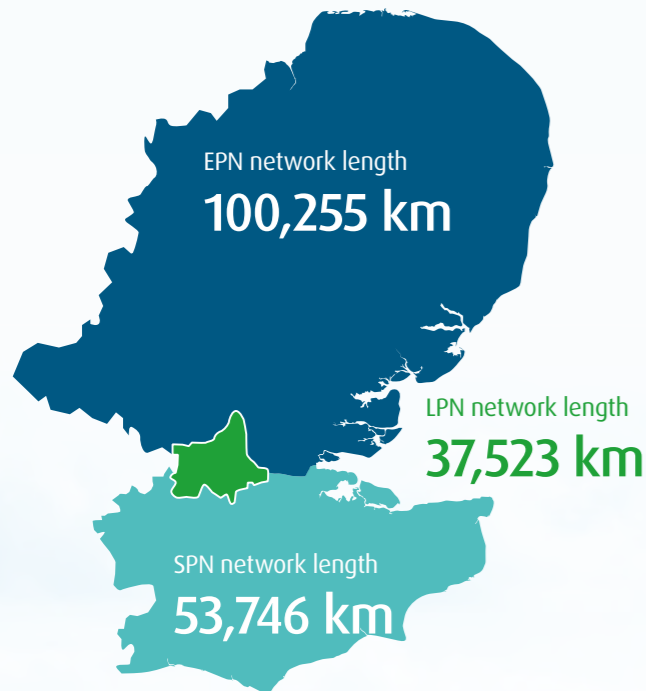 EPN network length
100,255 km
LPN network length
37,523 km
SPN network length
53,746 km